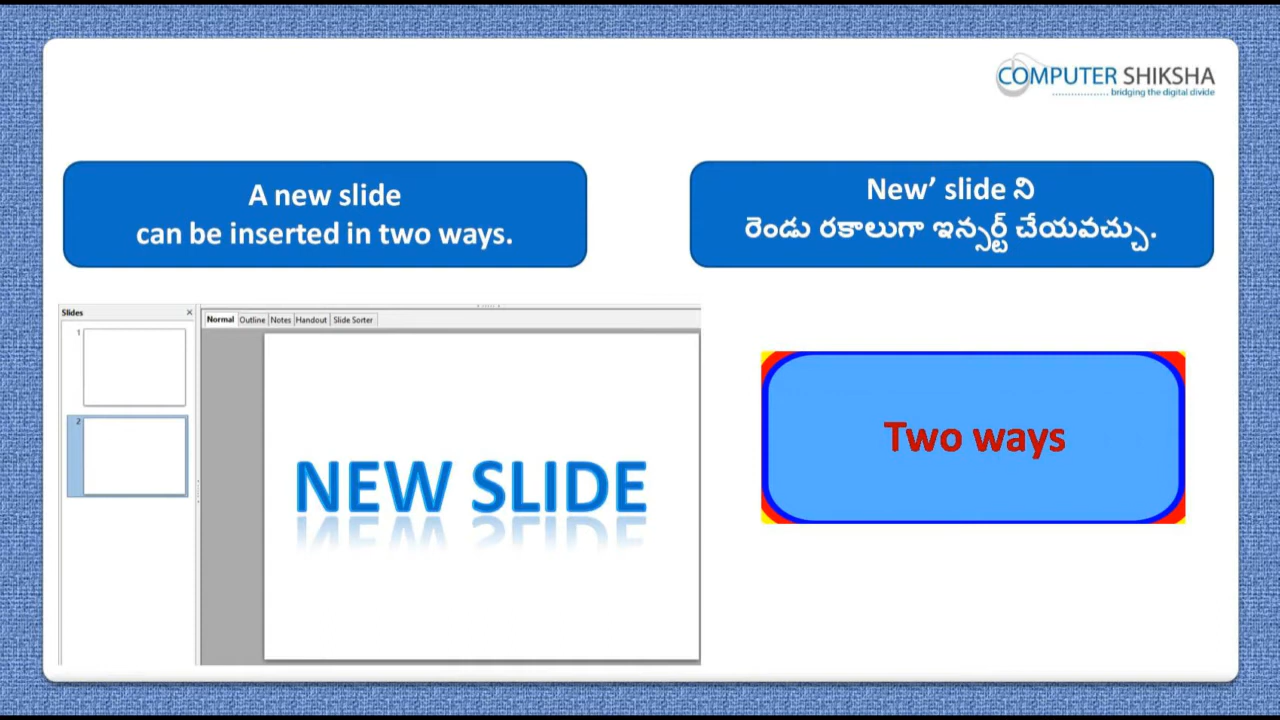 COMPUTER SHIKSHA
bridging the digital divide
A new slide
can be inserted in two ways.
New’ slide ని
రెండు రకాలుగా ఇన్సర్ట్ చేయవచ్చు.
Slides
Normal Outline Notes Handout Slide Sorter
1
2
NEW SLIDE
Two ways